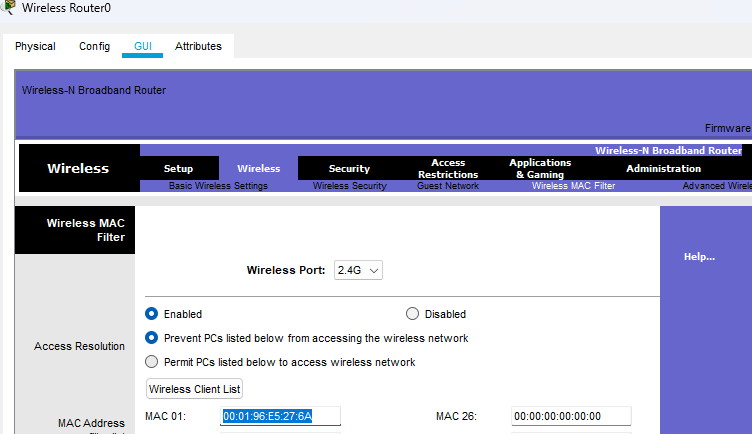 Wireless Router0
Physical Config GUI Attributes
Wireless-N Broadband Router
Firmware
Wireless-N Broadband Router
Wireless Setup Wireless Security Access Restrictions Applications & Gaming Administration
Basic Wireless Settings Wireless Security Guest Network Wireless MAC Filter Advanced
Wireless MAC
Filter
Wireless Port: 2.4G
Help...
Enabled Disabled
Access Resolution
Prevent PCs listed below from accessing the wireless network
Permit PCs listed below to access wireless network
Wireless Client List
MAC Address
MAC 01: 00:01:96:E5:27:6A MAC 26: 00:00:00:00:00:00